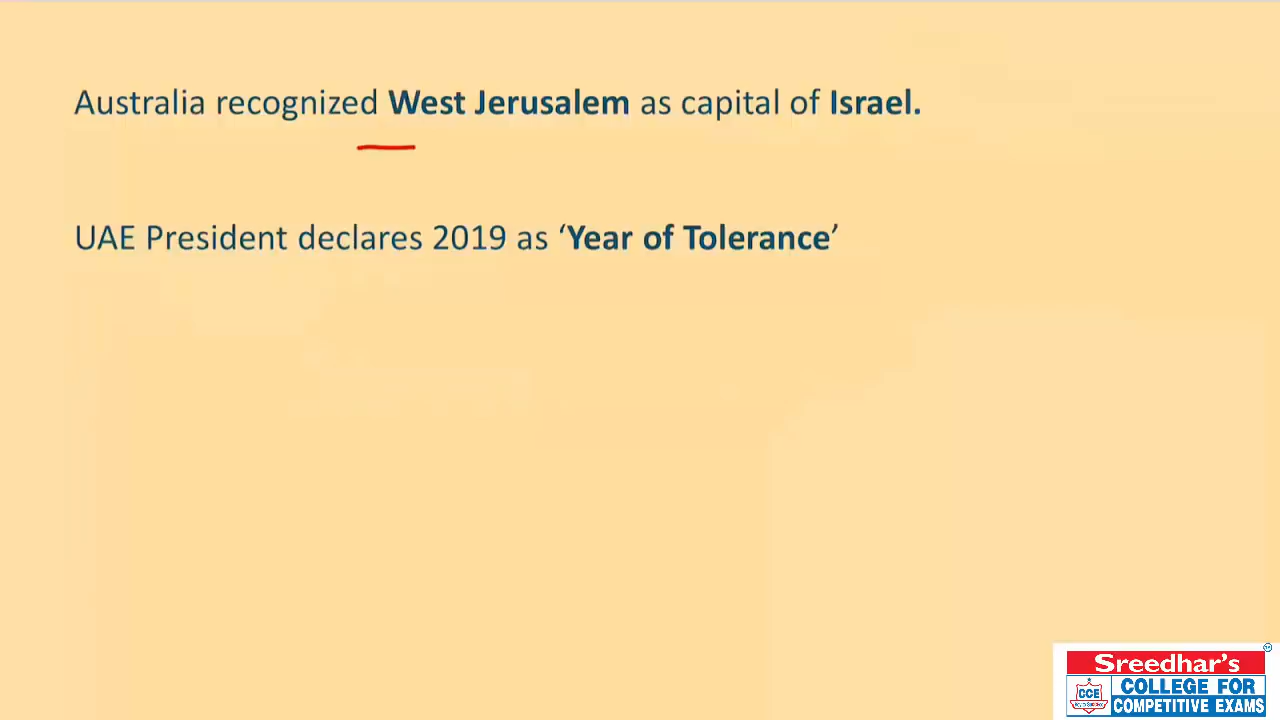 Australia recognized West Jerusalem as capital of Israel.
UAE President declares 2019 as ‘Year of Tolerance’
Sreedhar's
CCE
COLLEGE FOR
COMPETITIVE EXAMS